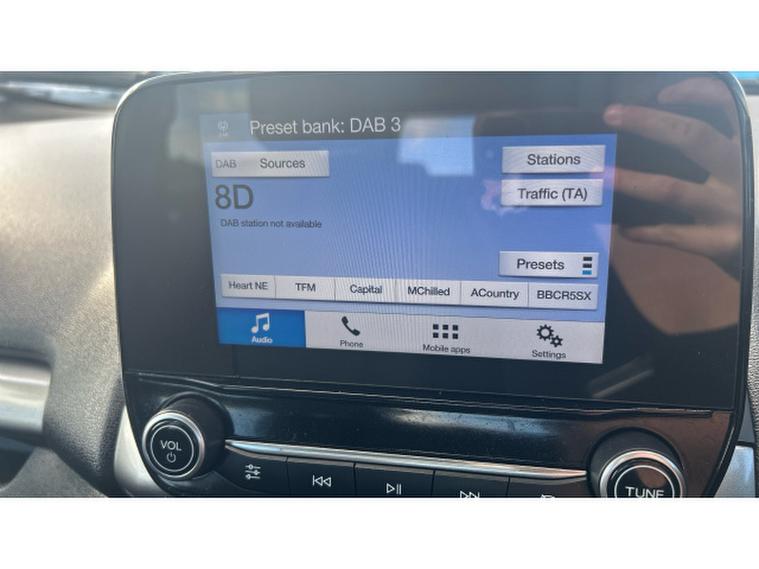 Preset bank: DAB 3
DAB Sources
Stations
8D
Traffic (TA)
DAB station not available
Presets
Heart NE TFM Capital MChilled ACountry BBCR5SX
Audio Phone Mobile apps Settings
VOL
TUNE